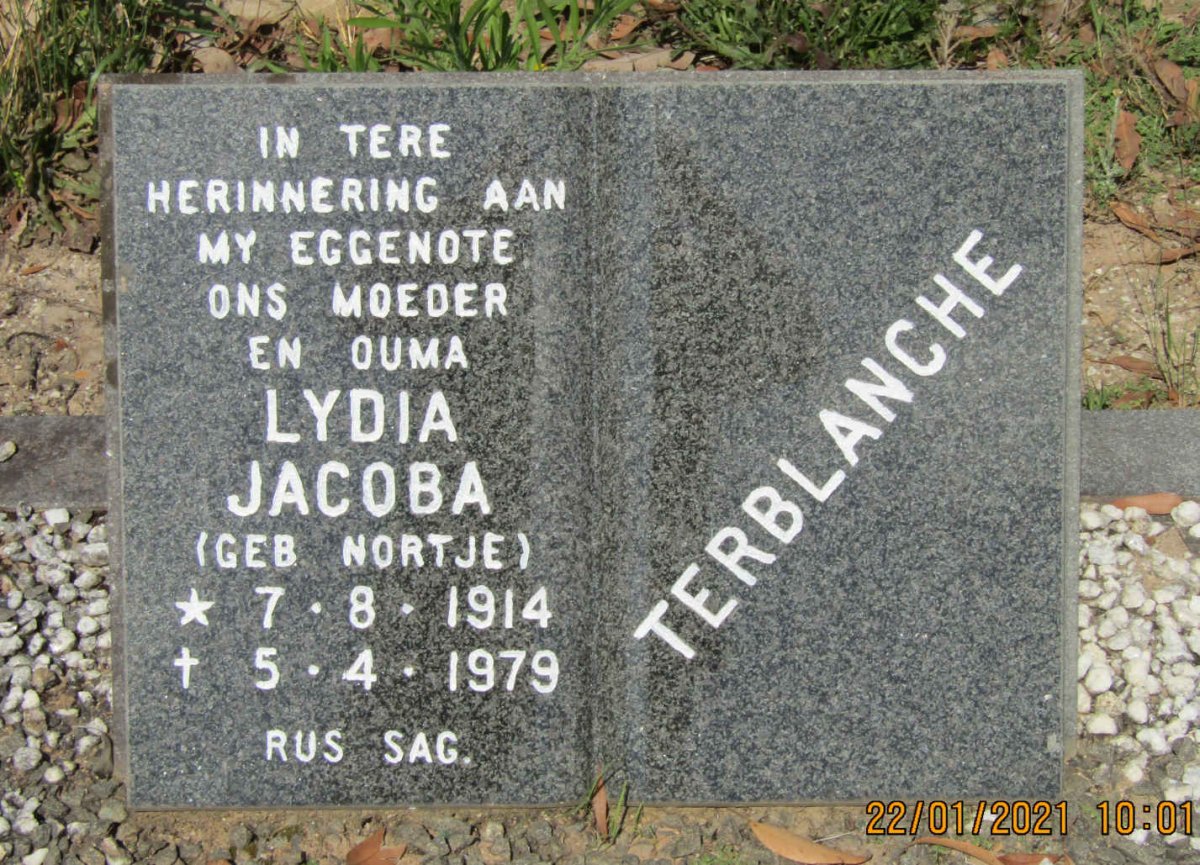 IN TERE
HERINNERING AAN
MY EGGENOTE
ONS MOEDER
EN OUMA
LYDIA
JACOBA
(GEB. NORTJE)
★ 7 · 8 · 1914
† 5 · 4 · 1979
RUS SAG.
TERBLANCHE
22/01/2021 10:01